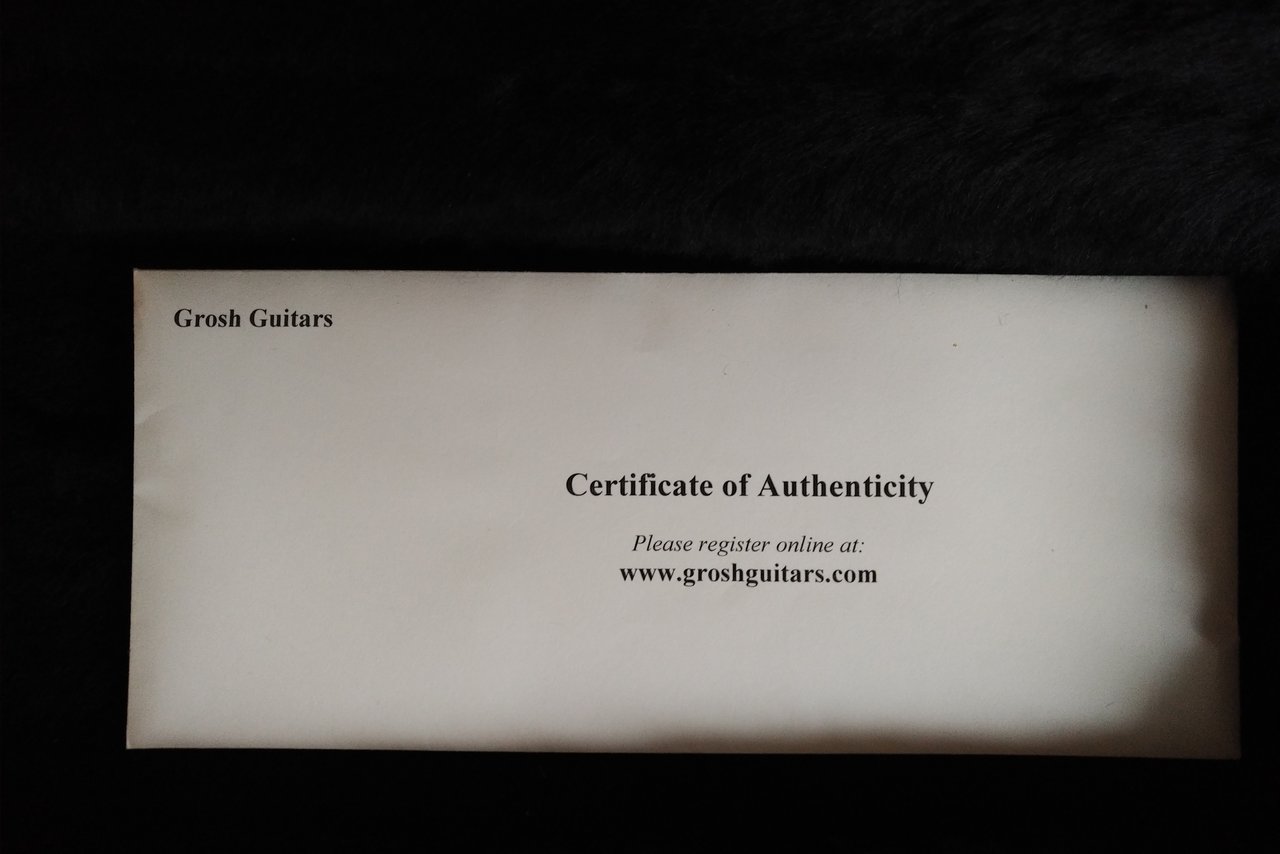 Grosh Guitars
Certificate of Authenticity
Please register online at:
www.groshguitars.com